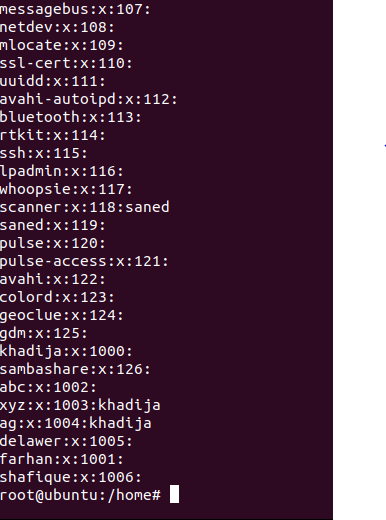 messagebus:x:107:
netdev:x:108:
mlocate:x:109:
ssl-cert:x:110:
uuidd:x:111:
avahi-autoipd:x:112:
bluetooth:x:113:
rtkit:x:114:
ssh:x:115:
lpadmin:x:116:
whoopsie:x:117:
scanner:x:118:saned
saned:x:119:
pulse:x:120:
pulse-access:x:121:
avahi:x:122:
colord:x:123:
geoclue:x:124:
gdm:x:125:
khadija:x:1000:
sambashare:x:126:
abc:x:1002:
xyz:x:1003:khadija
ag:x:1004:khadija
delawer:x:1005:
farhan:x:1001:
shafique:x:1006:
root@ubuntu:/home#